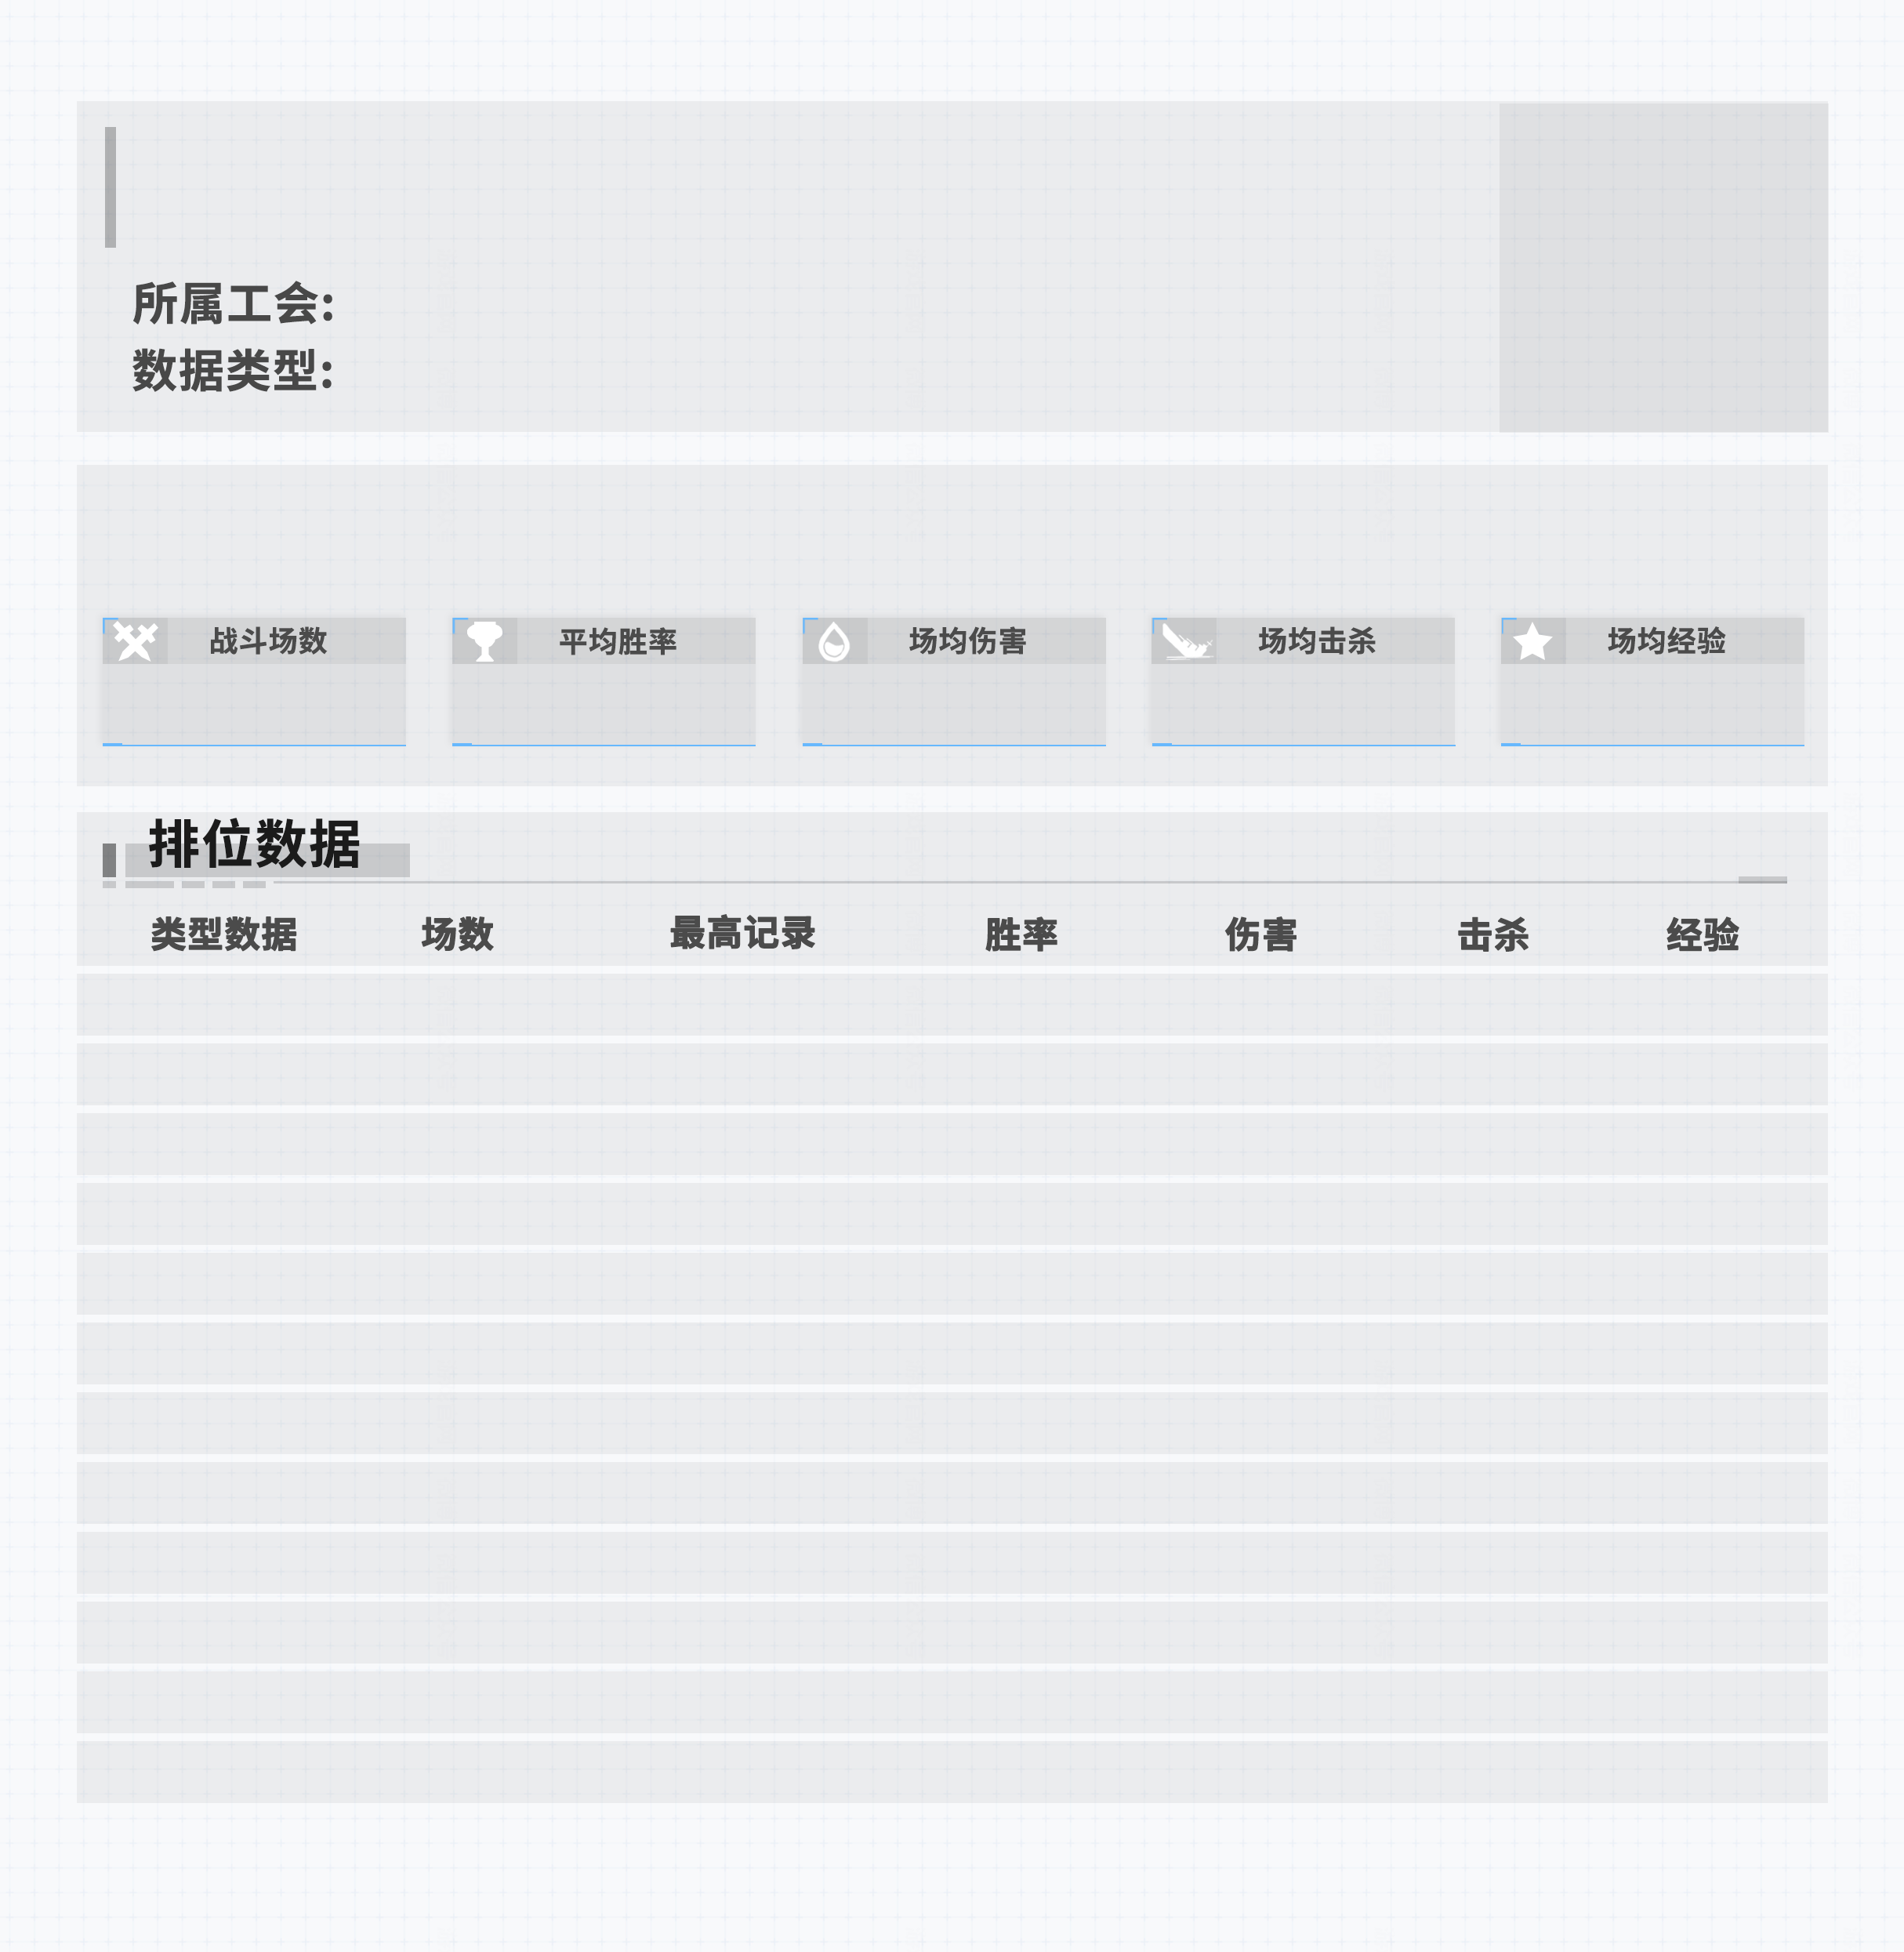 所属工会:
数据类型:
战斗场数 平均胜率 场均伤害 场均击杀 场均经验
排位数据
类型数据 场数 最高记录 胜率 伤害 击杀 经验